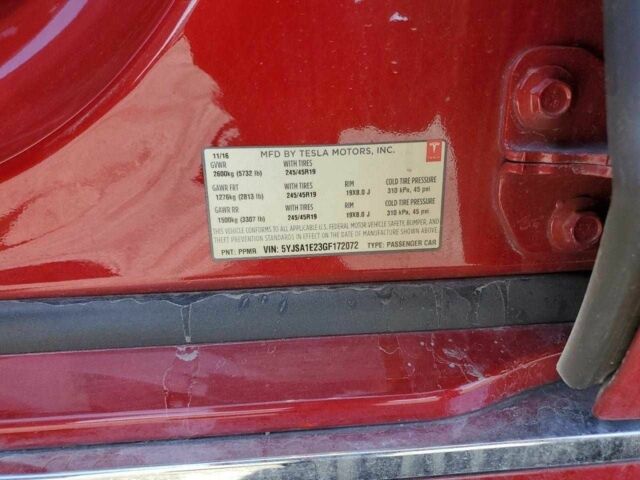 11/16 MFD BY TESLA MOTORS, INC.
GVWR WITH TIRES
2600kg (5732 lb) 245/45R19
GAWR FRT WITH TIRES RIM COLD TIRE PRESSURE
1276kg (2813 lb) 245/45R19 19X8.0 J 310 kPa, 45 psi
GAWR RR WITH TIRES RIM COLD TIRE PRESSURE
1500kg (3307 lb) 245/45R19 19X8.0 J 310 kPa, 45 psi
THIS VEHICLE CONFORMS TO ALL APPLICABLE U.S. FEDERAL MOTOR VEHICLE SAFETY, BUMPER, AND
THEFT PREVENTION STANDARDS IN EFFECT ON THE DATE OF MANUFACTURE SHOWN ABOVE.
PNT: PPMR VIN: 5YJSA1E23GF172072 TYPE: PASSENGER CAR